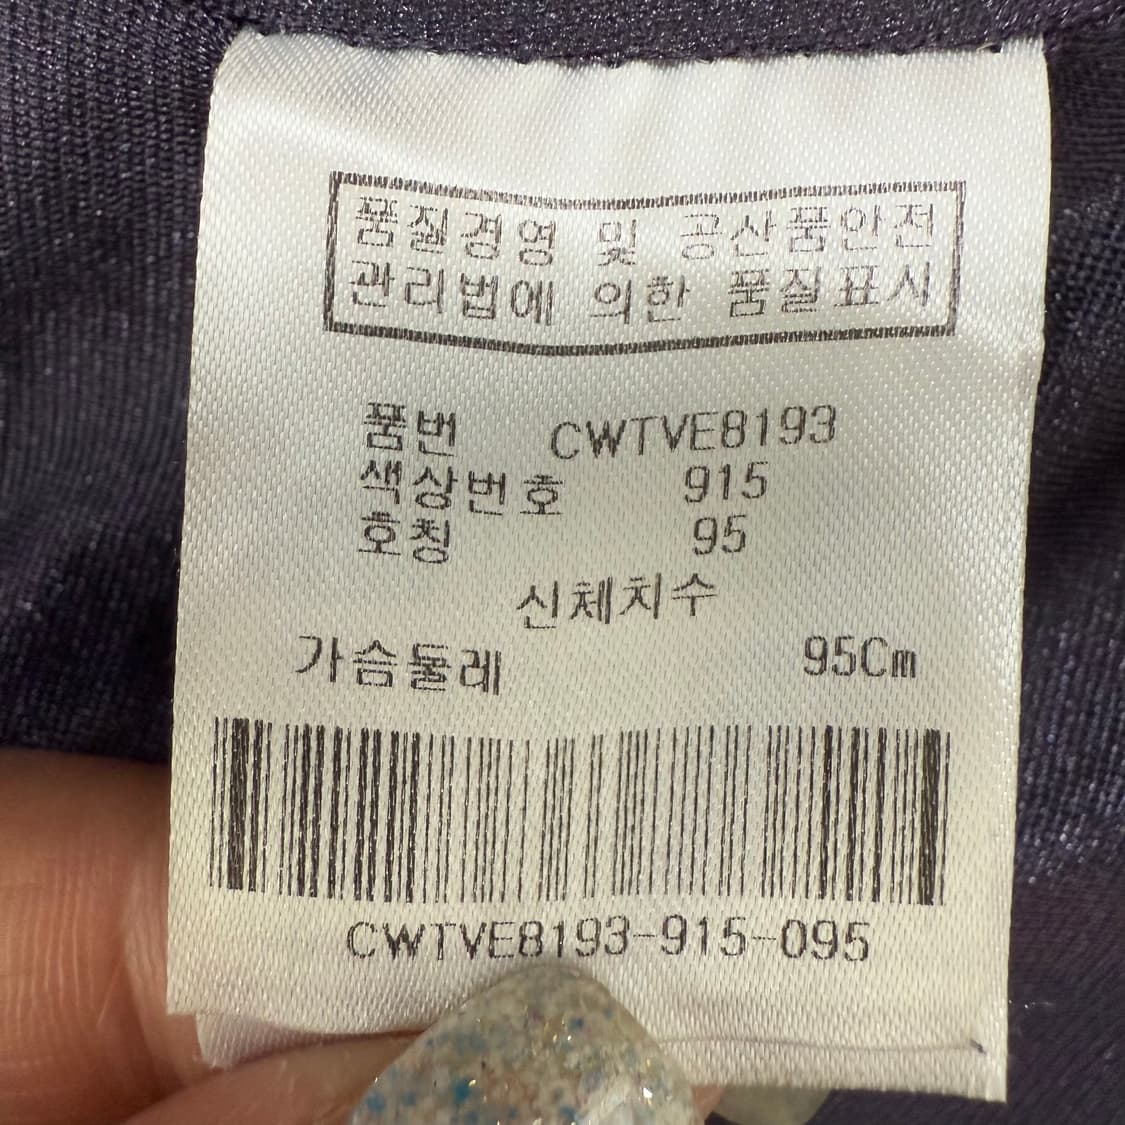 품질경영 및 공산품안전
관리법에 의한 품질표시
품번 CWTVE8193
색상번호 915
호칭 95
신체치수
가슴둘레 95Cm
CWTVE8193-915-095